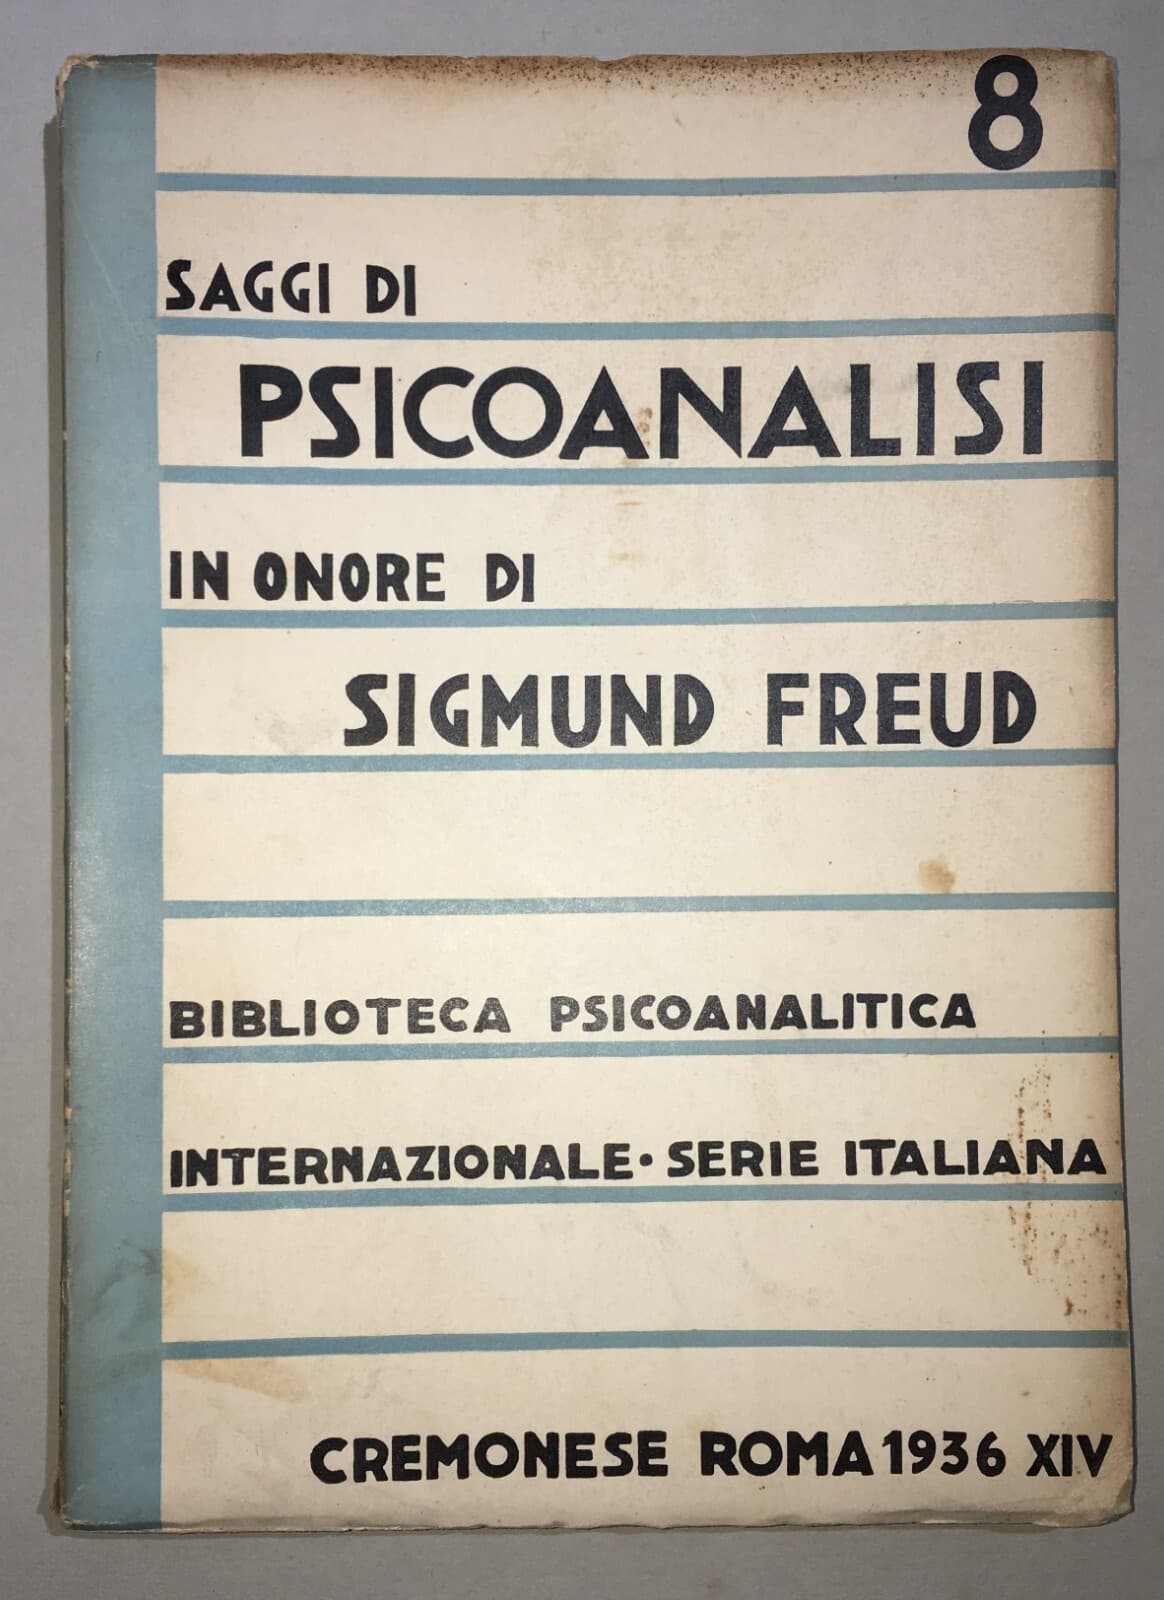 8
SAGGI DI
PSICOANALISI
IN ONORE DI
SIGMUND FREUD
BIBLIOTECA PSICOANALITICA
INTERNAZIONALE • SERIE ITALIANA
CREMONESE ROMA 1936 XIV